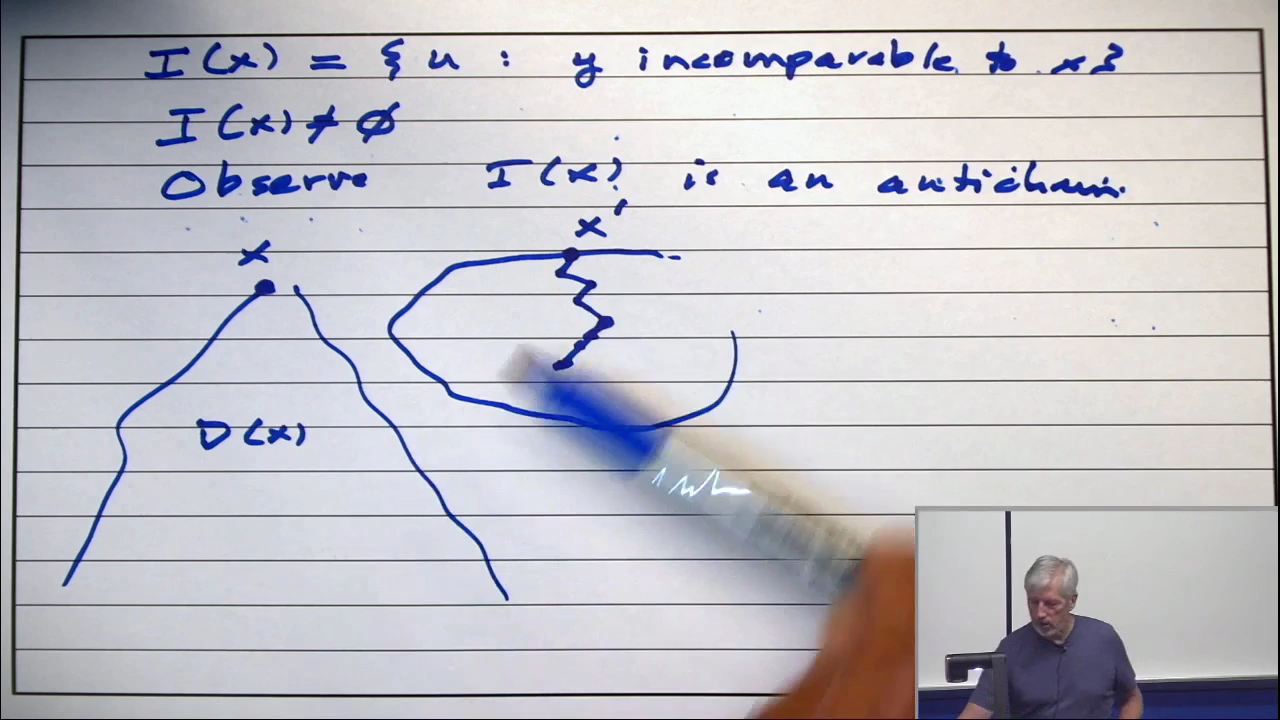 I(x) = { u : y incomparable to x }
I(x) ≠ ∅
Observe I(x) is an antichain.
x x'
D(x)